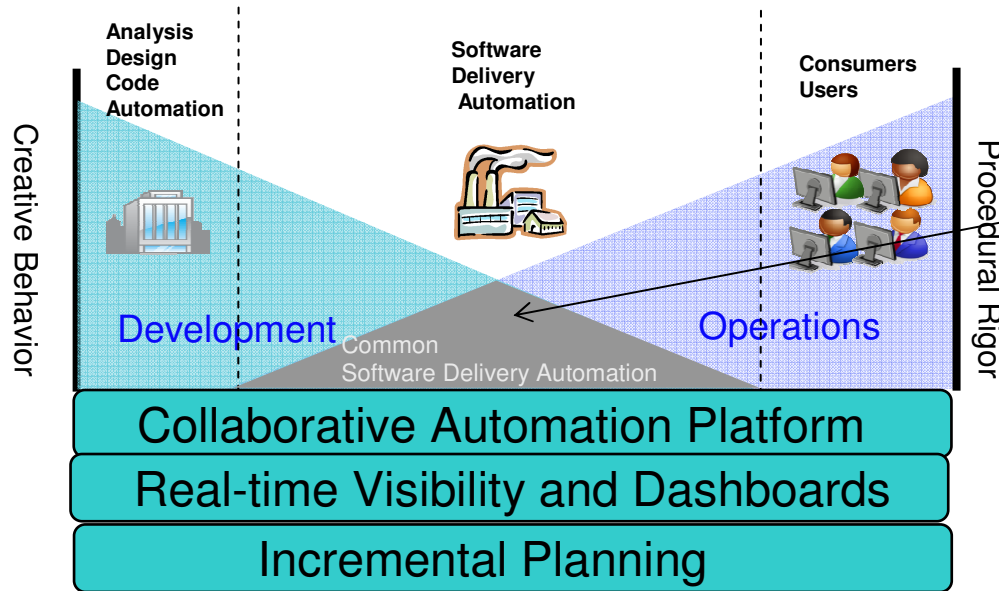 Analysis
Design
Code
Automation
Software
Delivery
Automation
Consumers
Users
Creative Behavior
Procedural Rigor
Development
Operations
Common
Software Delivery Automation
Collaborative Automation Platform
Real-time Visibility and Dashboards
Incremental Planning